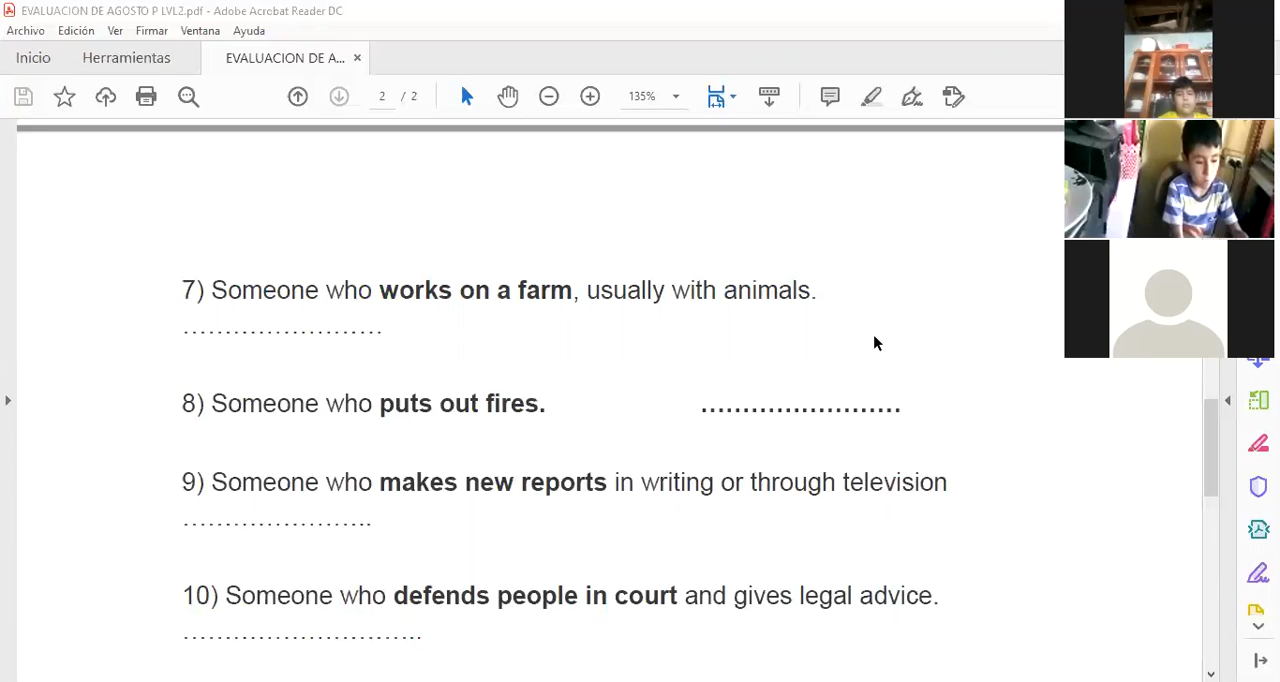 EVALUACION DE AGOSTO P LVL2.pdf - Adobe Acrobat Reader DC
Archivo Edición Ver Firmar Ventana Ayuda
Inicio Herramientas EVALUACION DE A... ×
2 / 2 135%
7) Someone who works on a farm, usually with animals.
……………………
8) Someone who puts out fires. ……………………
9) Someone who makes new reports in writing or through television
…………………..
10) Someone who defends people in court and gives legal advice.
………………………..